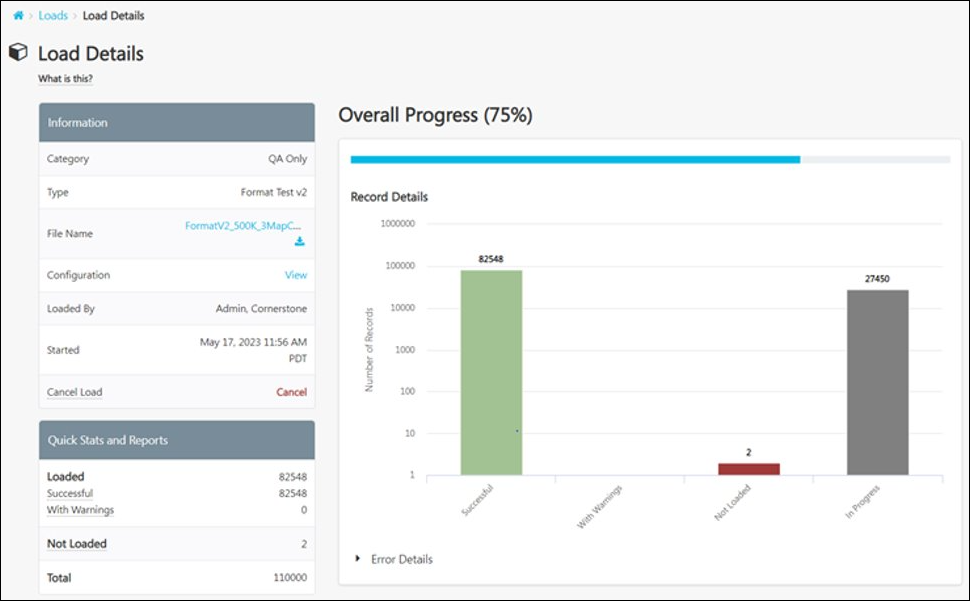 Loads > Load Details
Load Details
What is this?
Information
Category QA Only
Type Format Test v2
File Name FormatV2_500K_3MapC...
Configuration View
Loaded By Admin, Cornerstone
Started May 17, 2023 11:56 AM
PDT
Cancel Load Cancel
Quick Stats and Reports
Loaded 82548
Successful 82548
With Warnings 0
Not Loaded 2
Total 110000
Overall Progress (75%)
Record Details
Number of Records
1000000
100000
10000
1000
100
10
1
82548
2
27450
Successful
With Warnings
Not Loaded
In Progress
Error Details